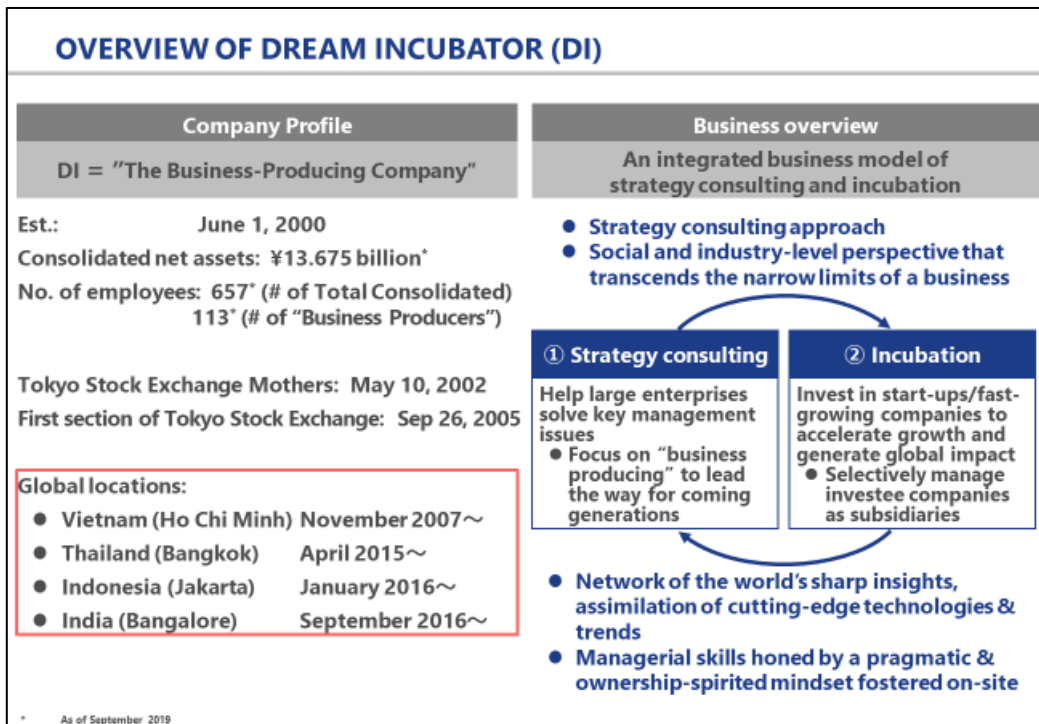 OVERVIEW OF DREAM INCUBATOR (DI)
Company Profile
DI = ”The Business-Producing Company”
Est.: June 1, 2000
Consolidated net assets: ¥13.675 billion*
No. of employees: 657* (# of Total Consolidated)
113* (# of “Business Producers”)
Tokyo Stock Exchange Mothers: May 10, 2002
First section of Tokyo Stock Exchange: Sep 26, 2005
Global locations:
● Vietnam (Ho Chi Minh) November 2007～
● Thailand (Bangkok) April 2015～
● Indonesia (Jakarta) January 2016～
● India (Bangalore) September 2016～
Business overview
An integrated business model of
strategy consulting and incubation
● Strategy consulting approach
● Social and industry-level perspective that
transcends the narrow limits of a business
① Strategy consulting
Help large enterprises
solve key management
issues
● Focus on “business
producing” to lead
the way for coming
generations
② Incubation
Invest in start-ups/fast-
growing companies to
accelerate growth and
generate global impact
● Selectively manage
investee companies
as subsidiaries
● Network of the world’s sharp insights,
assimilation of cutting-edge technologies &
trends
● Managerial skills honed by a pragmatic &
ownership-spirited mindset fostered on-site
* As of September 2019